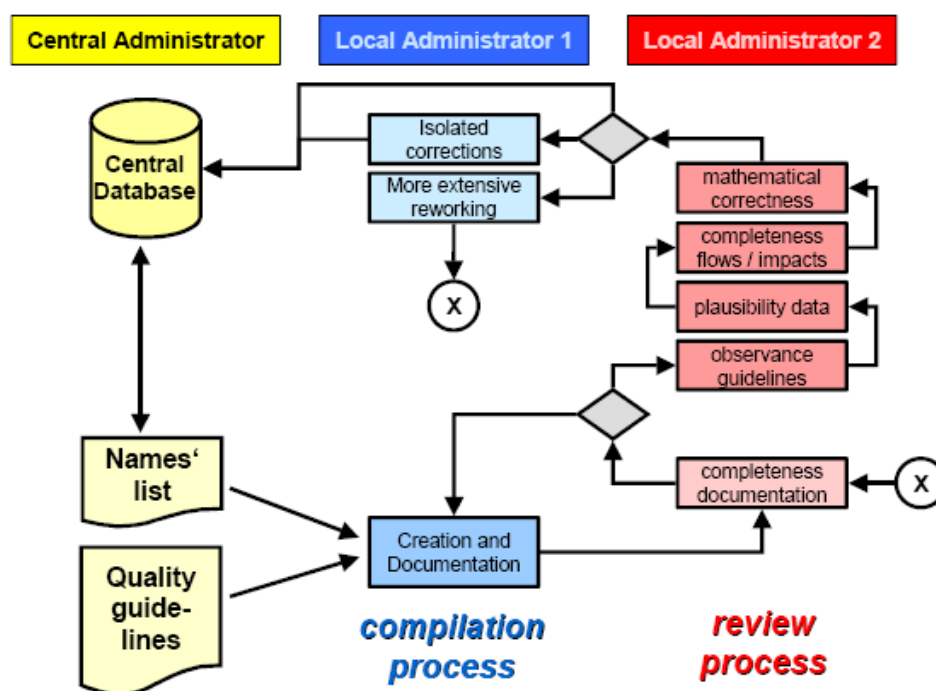 Central Administrator
Local Administrator 1
Local Administrator 2
Central
Database
Isolated
corrections
More extensive
reworking
X
mathematical
correctness
completeness
flows / impacts
plausibility data
observance
guidelines
Names‘
list
completeness
documentation
X
Creation and
Documentation
Quality
guide-
lines
compilation
process
review
process